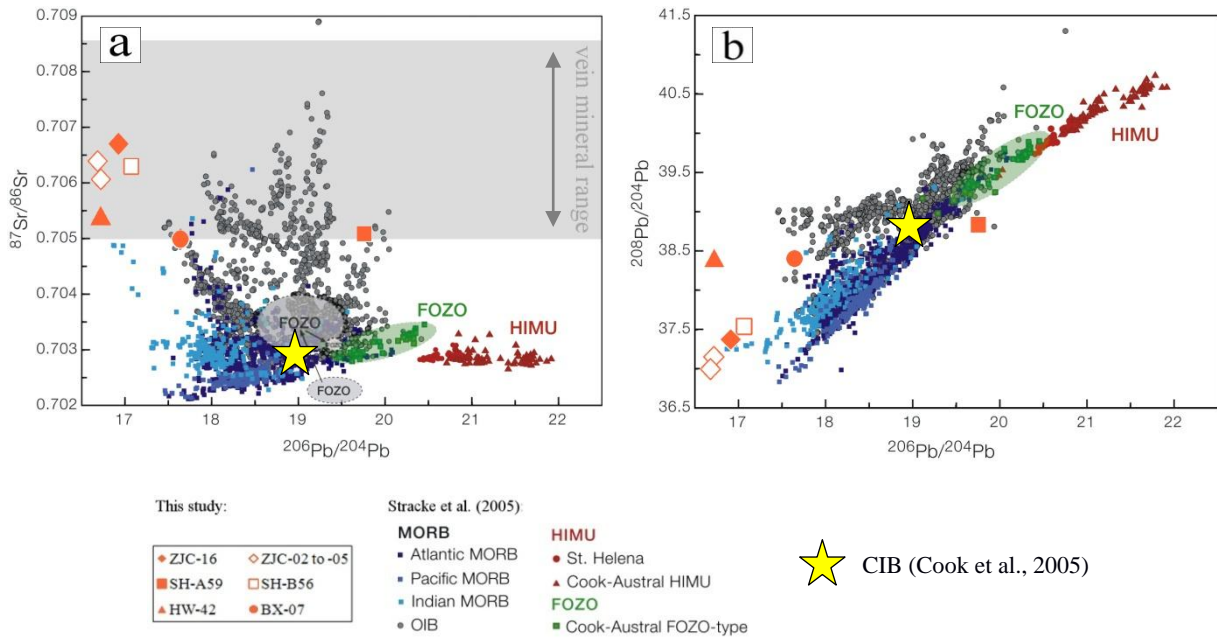 a
0.709
0.708
0.707
0.706
0.705
0.704
0.703
0.702
⁸⁷Sr/⁸⁶Sr
vein mineral range
FOZO
FOZO
FOZO
HIMU
17 18 19 20 21 22
²⁰⁶Pb/²⁰⁴Pb
b
41.5
40.5
39.5
38.5
37.5
36.5
²⁰⁸Pb/²⁰⁴Pb
FOZO
HIMU
17 18 19 20 21 22
²⁰⁶Pb/²⁰⁴Pb
This study:
ZJC-16 ZJC-02 to -05
SH-A59 SH-B56
HW-42 BX-07
Stracke et al. (2005):
MORB
Atlantic MORB
Pacific MORB
Indian MORB
OIB
HIMU
St. Helena
Cook-Austral HIMU
FOZO
Cook-Austral FOZO-type
CIB (Cook et al., 2005)